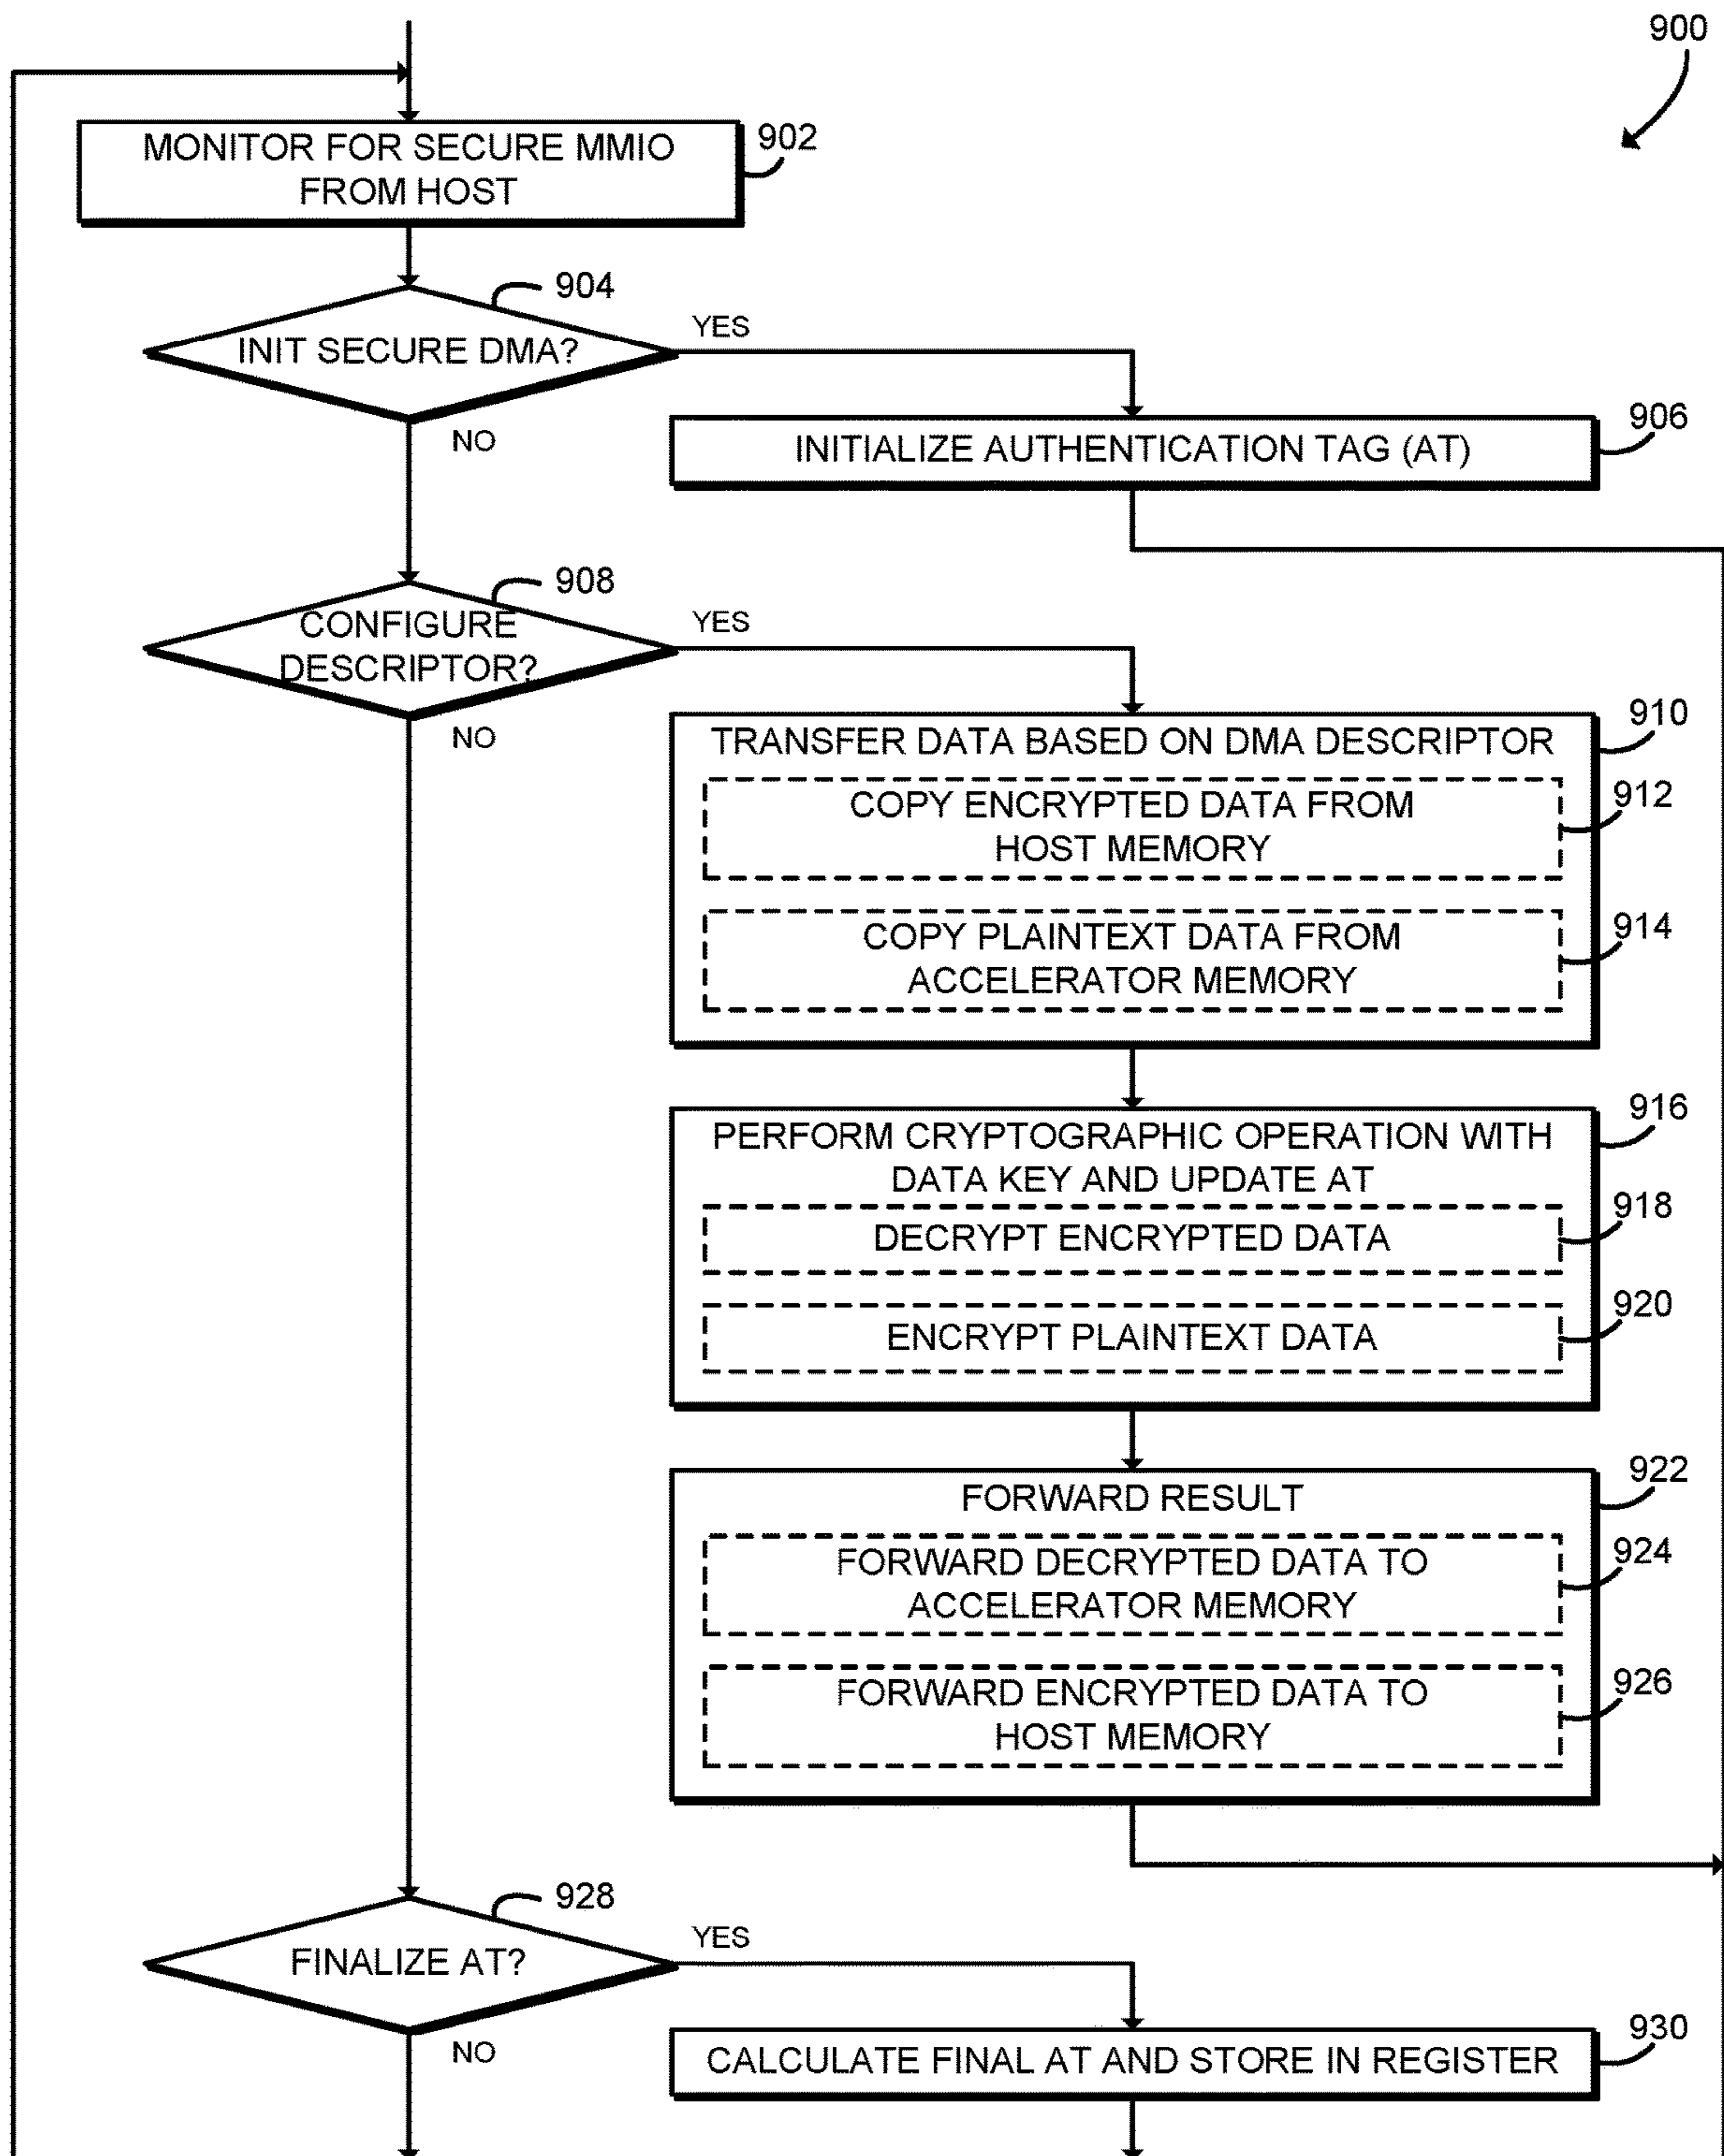 900
MONITOR FOR SECURE MMIO
FROM HOST
902
904
INIT SECURE DMA?
YES
NO
906
INITIALIZE AUTHENTICATION TAG (AT)
908
CONFIGURE
DESCRIPTOR?
YES
NO
910
TRANSFER DATA BASED ON DMA DESCRIPTOR
COPY ENCRYPTED DATA FROM
HOST MEMORY
912
COPY PLAINTEXT DATA FROM
ACCELERATOR MEMORY
914
916
PERFORM CRYPTOGRAPHIC OPERATION WITH
DATA KEY AND UPDATE AT
DECRYPT ENCRYPTED DATA
918
ENCRYPT PLAINTEXT DATA
920
922
FORWARD RESULT
FORWARD DECRYPTED DATA TO
ACCELERATOR MEMORY
924
FORWARD ENCRYPTED DATA TO
HOST MEMORY
926
928
FINALIZE AT?
YES
NO
930
CALCULATE FINAL AT AND STORE IN REGISTER